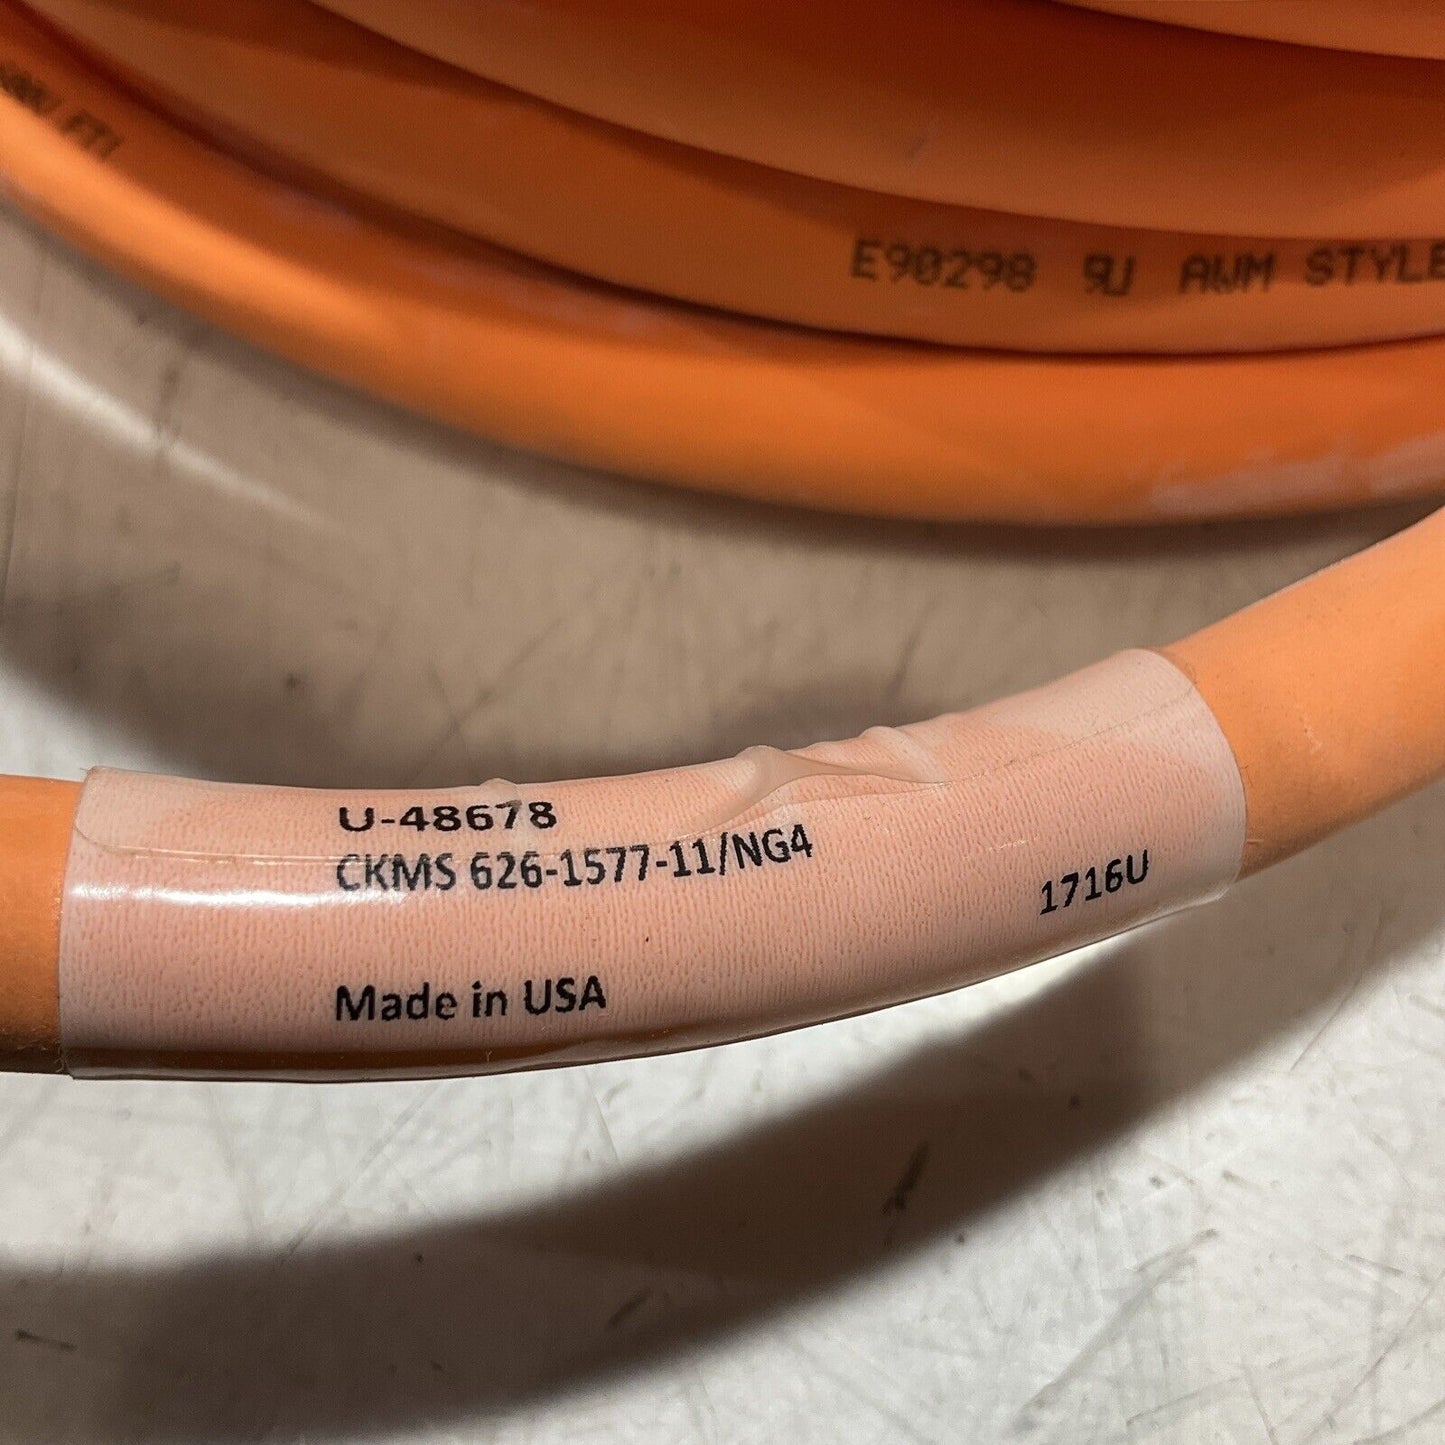 E90298 AWM STYLE
U-48678
CKMS 626-1577-11/NG4
1716U
Made in USA